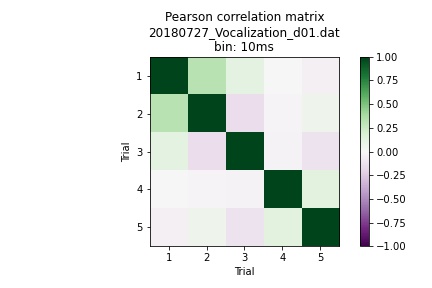 Pearson correlation matrix
20180727_Vocalization_d01.dat
bin: 10ms
Trial
1
2
3
4
5
1 2 3 4 5
Trial
1.00
0.75
0.50
0.25
0.00
−0.25
−0.50
−0.75
−1.00